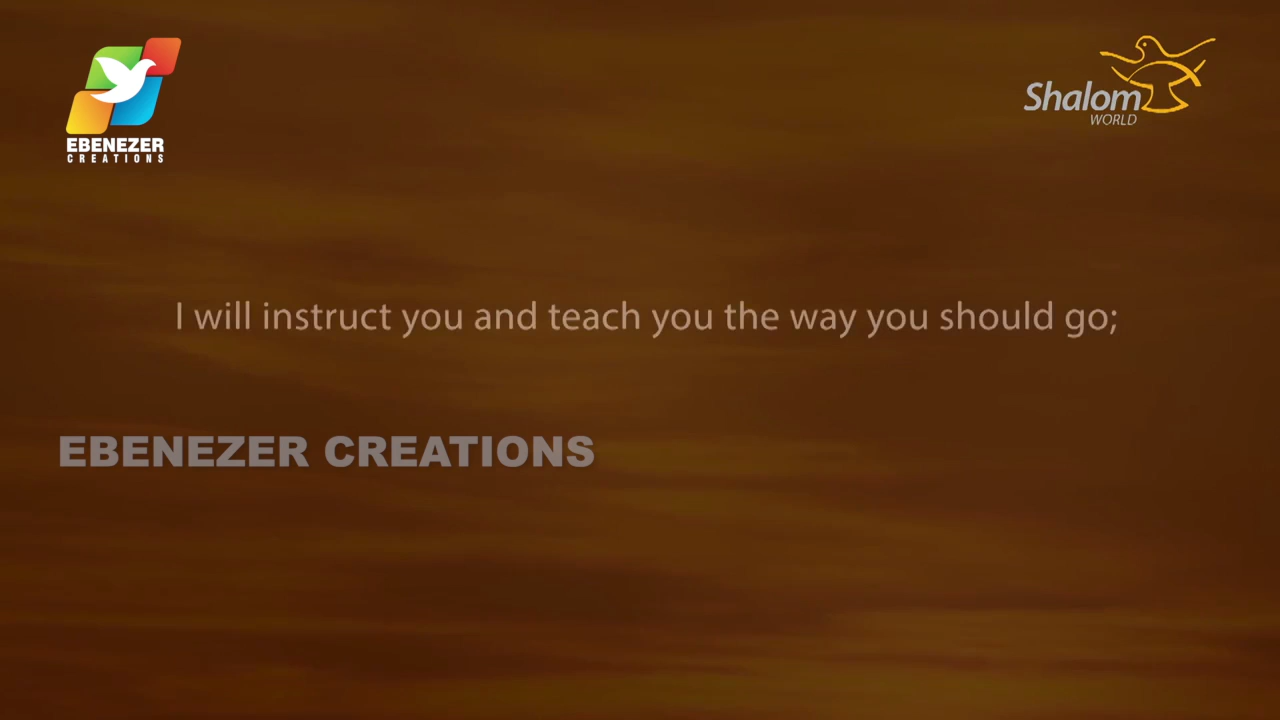 EBENEZER
CREATIONS
Shalom
WORLD
I will instruct you and teach you the way you should go;
EBENEZER CREATIONS